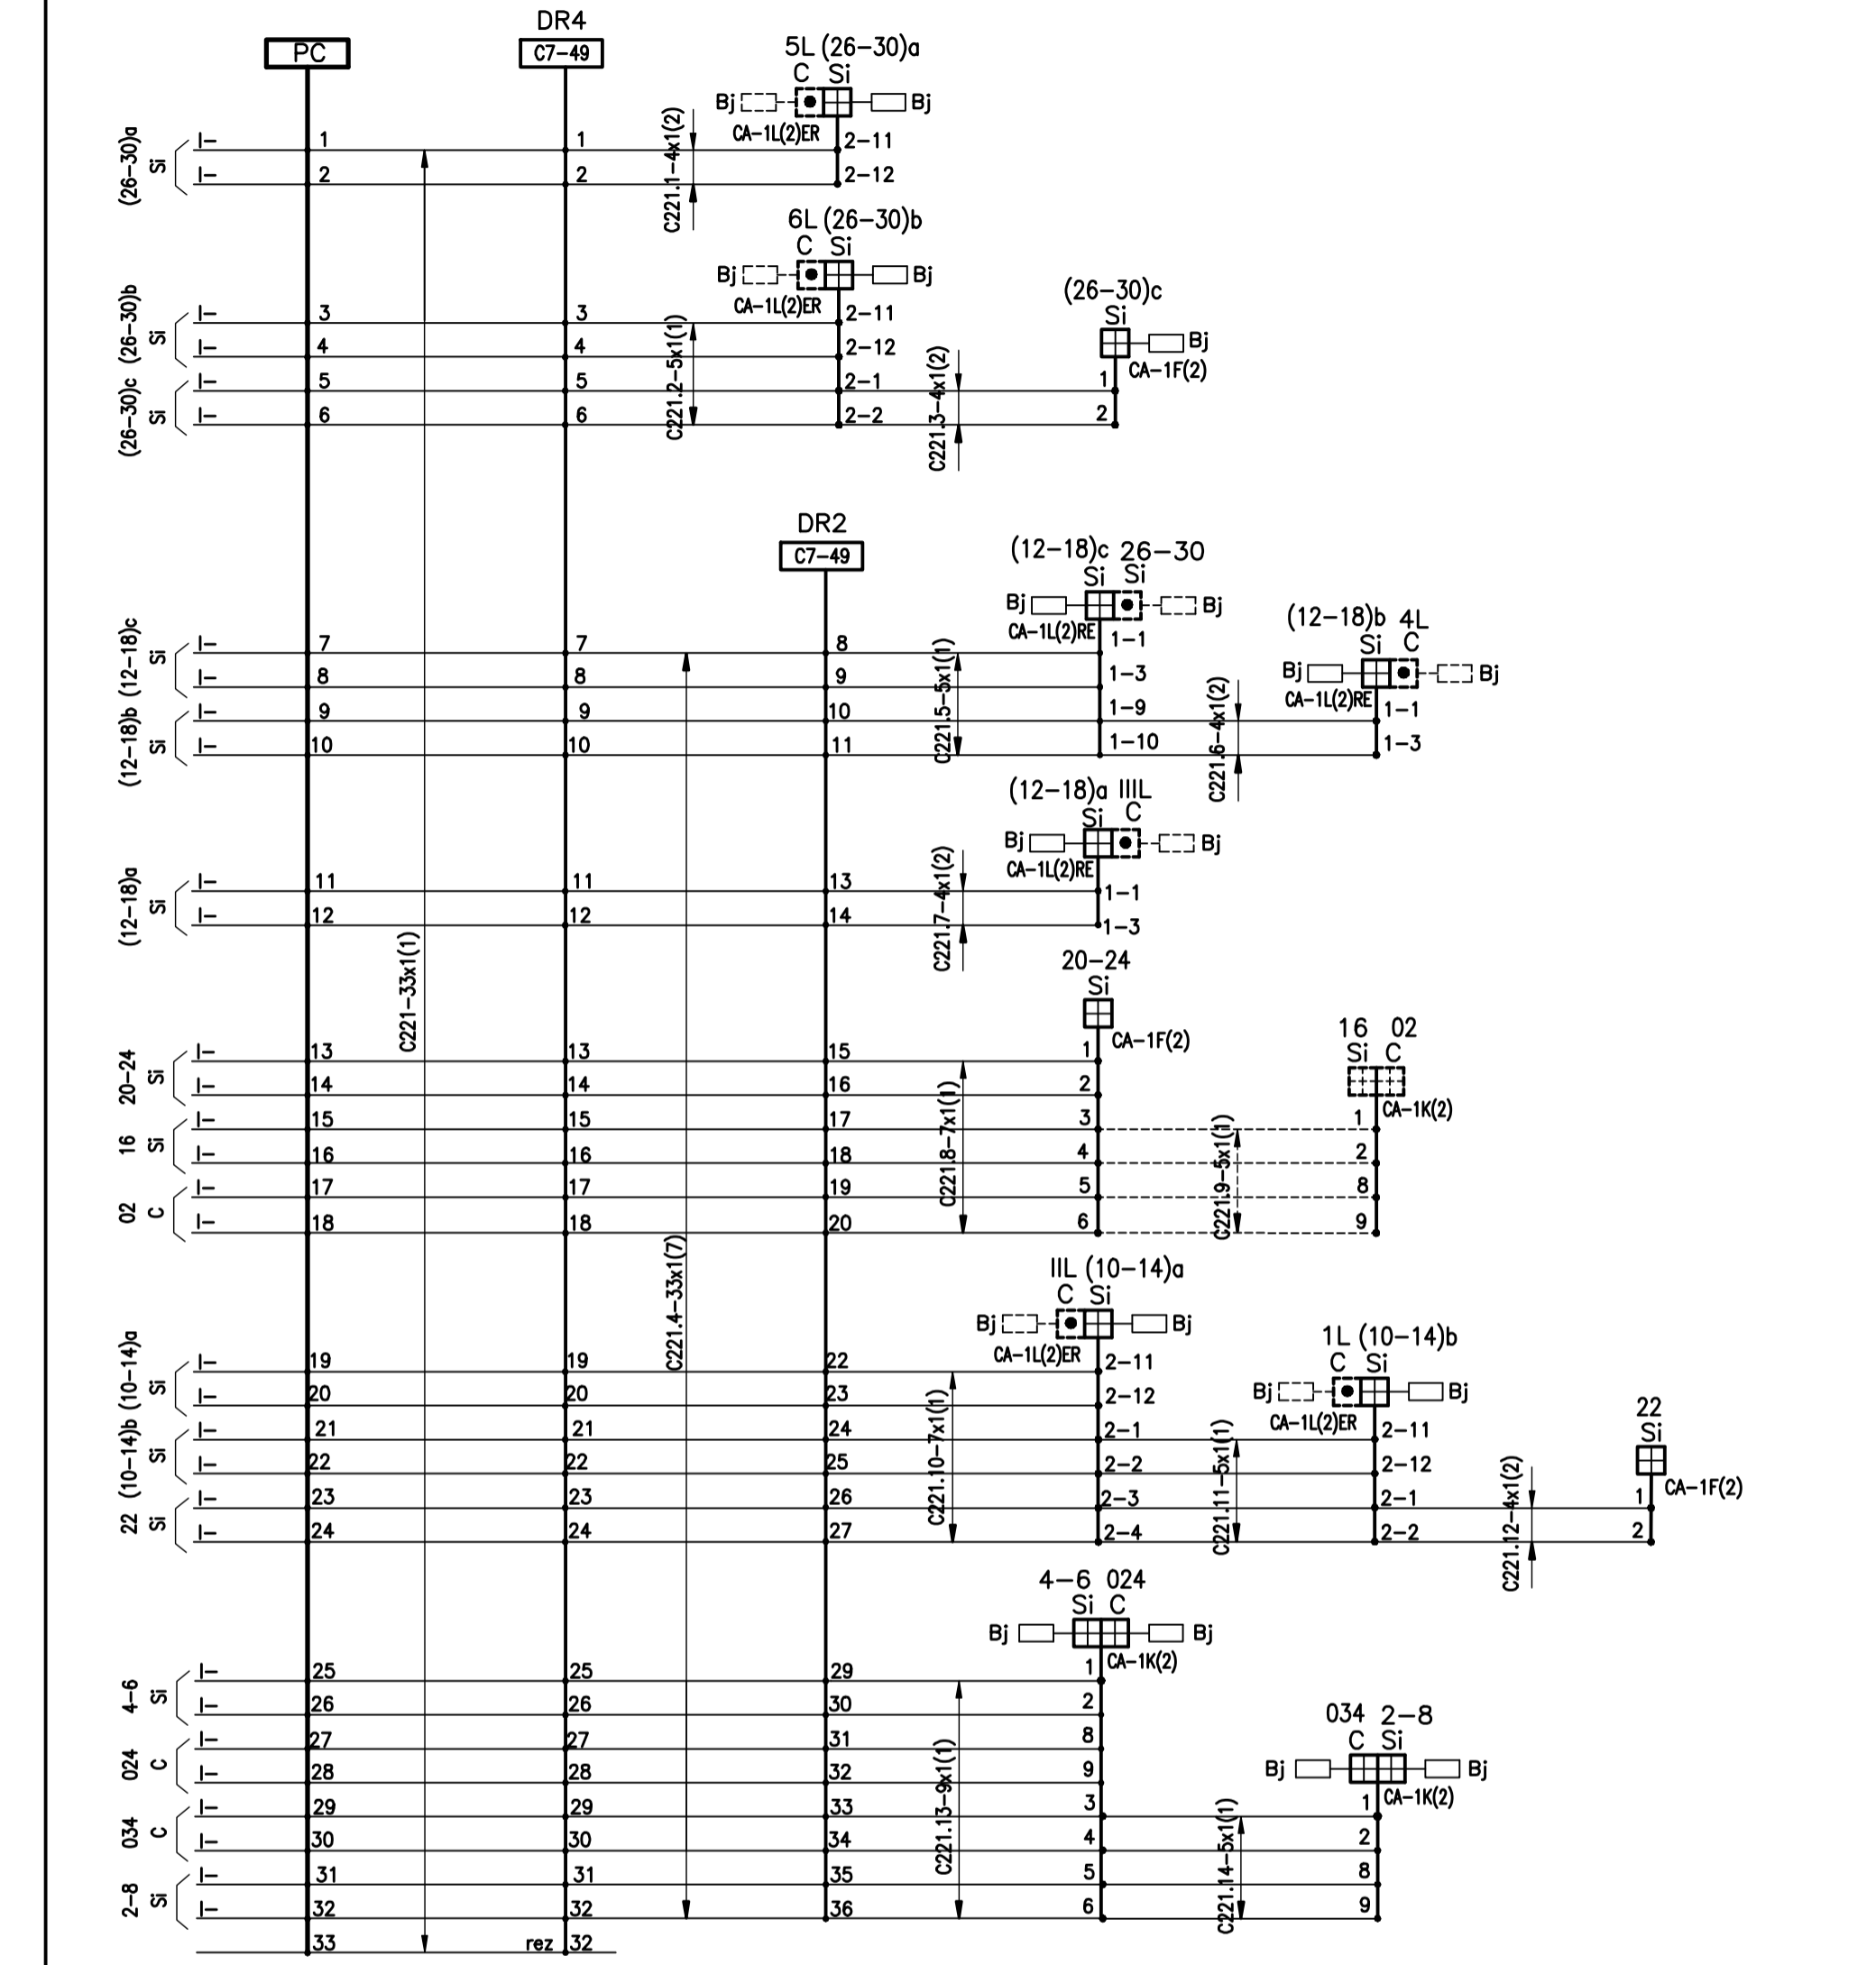 DR4
PC
C7-49
5L (26-30)a
C Si
Bj Bj
CA-1L(2)ER
(26-30)a Si
I- 1 1 2-11
I- 2 2 2-12
C221.1-4x1(2)
6L (26-30)b
C Si
Bj Bj
CA-1L(2)ER
(26-30)c
Si
Bj
CA-1F(2)
(26-30)b Si
I- 3 3 2-11
I- 4 4 2-12
(26-30)c Si
I- 5 5 2-1 1
I- 6 6 2-2 2
C221.2-5x1(1)
C221.3-4x1(2)
DR2
C7-49
(12-18)c 26-30
Si Si
Bj Bj
CA-1L(2)RE
(12-18)b 4L
Si C
Bj Bj
CA-1L(2)RE
(12-18)c Si
I- 7 7 8 1-1
I- 8 8 9 1-3
(12-18)b Si
I- 9 9 10 1-9 1-1
I- 10 10 11 1-10 1-3
C221.5-5x1(1)
C221.6-4x1(2)
(12-18)a IIIL
Si C
Bj Bj
CA-1L(2)RE
(12-18)a Si
I- 11 11 13 1-1
I- 12 12 14 1-3
C221.7-4x1(2)
C221-33x1(1)
20-24
Si
CA-1F(2)
16 02
Si C
CA-1K(2)
20-24 Si
I- 13 13 15 1
I- 14 14 16 2
16 Si
I- 15 15 17 3 1
I- 16 16 18 4 2
02 C
I- 17 17 19 5 8
I- 18 18 20 6 9
C221.8-7x1(1)
C221.9-5x1(1)
C221.4-33x1(7)
IIL (10-14)a
C Si
Bj Bj
CA-1L(2)ER
1L (10-14)b
C Si
Bj Bj
CA-1L(2)ER
22
Si
CA-1F(2)
(10-14)a Si
I- 19 19 22 2-11
I- 20 20 23 2-12
(10-14)b Si
I- 21 21 24 2-1 2-11
I- 22 22 25 2-2 2-12
22 Si
I- 23 23 26 2-3 2-1 1
I- 24 24 27 2-4 2-2 2
C221.10-7x1(1)
C221.11-5x1(1)
C221.12-4x1(2)
4-6 024
Si C
Bj Bj
CA-1K(2)
034 2-8
C Si
Bj Bj
CA-1K(2)
4-6 Si
I- 25 25 29 1
I- 26 26 30 2
024 C
I- 27 27 31 8
I- 28 28 32 9
034 C
I- 29 29 33 3 1
I- 30 30 34 4 2
2-8 Si
I- 31 31 35 5 8
I- 32 32 36 6 9
33 rez 32
C221.13-9x1(1)
C221.14-5x1(1)